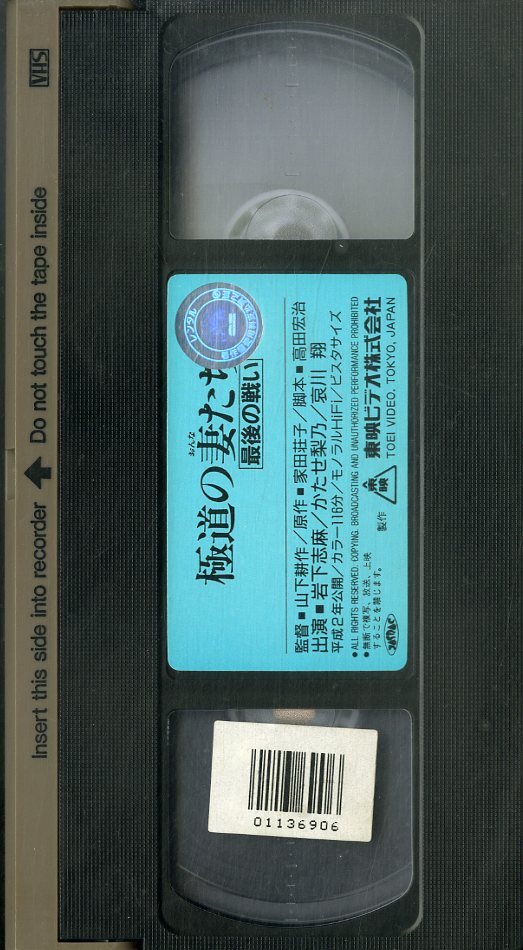 VHS
Insert this side into recorder Do not touch the tape inside
極道の妻たち
おんな
最後の戦い
レンタル
監督■山下耕作/原作■家田荘子/脚本■高田宏治
出演■岩下志麻/かたせ梨乃/哀川 翔
平成2年公開/カラー116分/モノラルHiFi/ビスタサイズ
●ALL RIGHTS RESERVED. COPYING, BROADCASTING AND UNAUTHORIZED PERFORMANCE PROHIBITED
●無断で複写、放送、上映
することを禁じます。
製作 東映 東映ビデオ株式会社
TOEI VIDEO. TOKYO, JAPAN
01136906